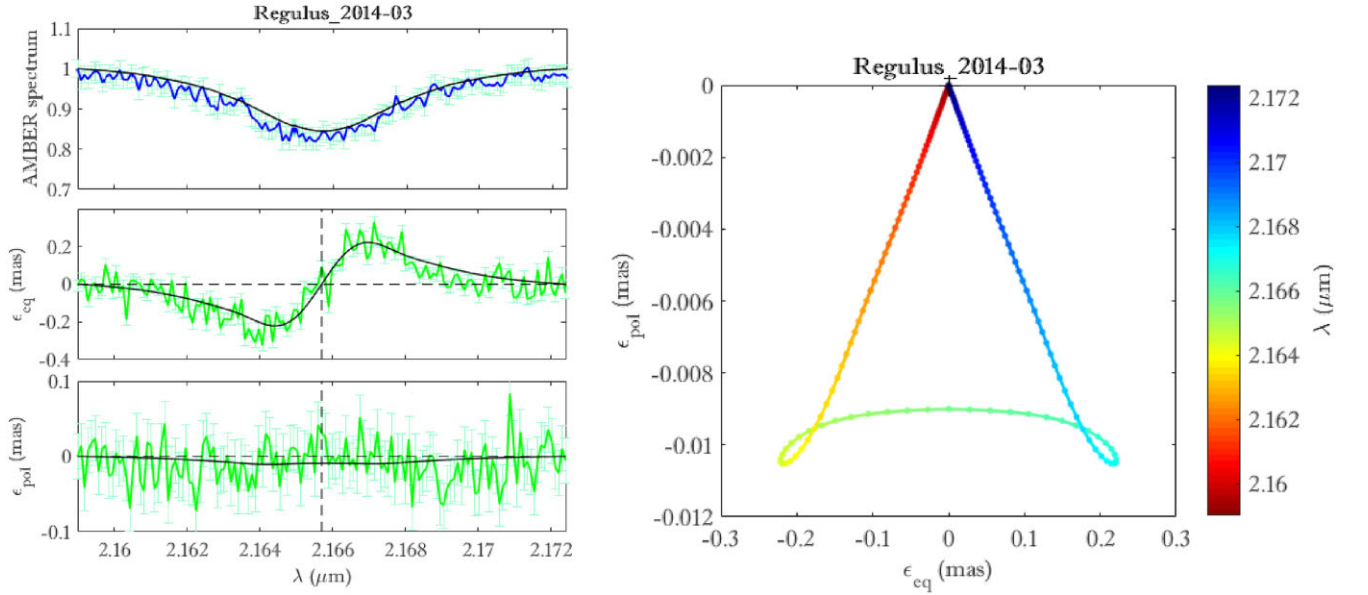 Regulus_2014-03
1.1
1
0.9
0.8
0.7
AMBER spectrum
0.2
0
-0.2
-0.4
ϵeq (mas)
0.1
0
-0.1
ϵpol (mas)
2.16 2.162 2.164 2.166 2.168 2.17 2.172
λ (μm)
Regulus_2014-03
0
-0.002
-0.004
-0.006
-0.008
-0.01
-0.012
ϵpol (mas)
-0.3 -0.2 -0.1 0 0.1 0.2 0.3
ϵeq (mas)
2.172
2.17
2.168
2.166
2.164
2.162
2.16
λ (μm)